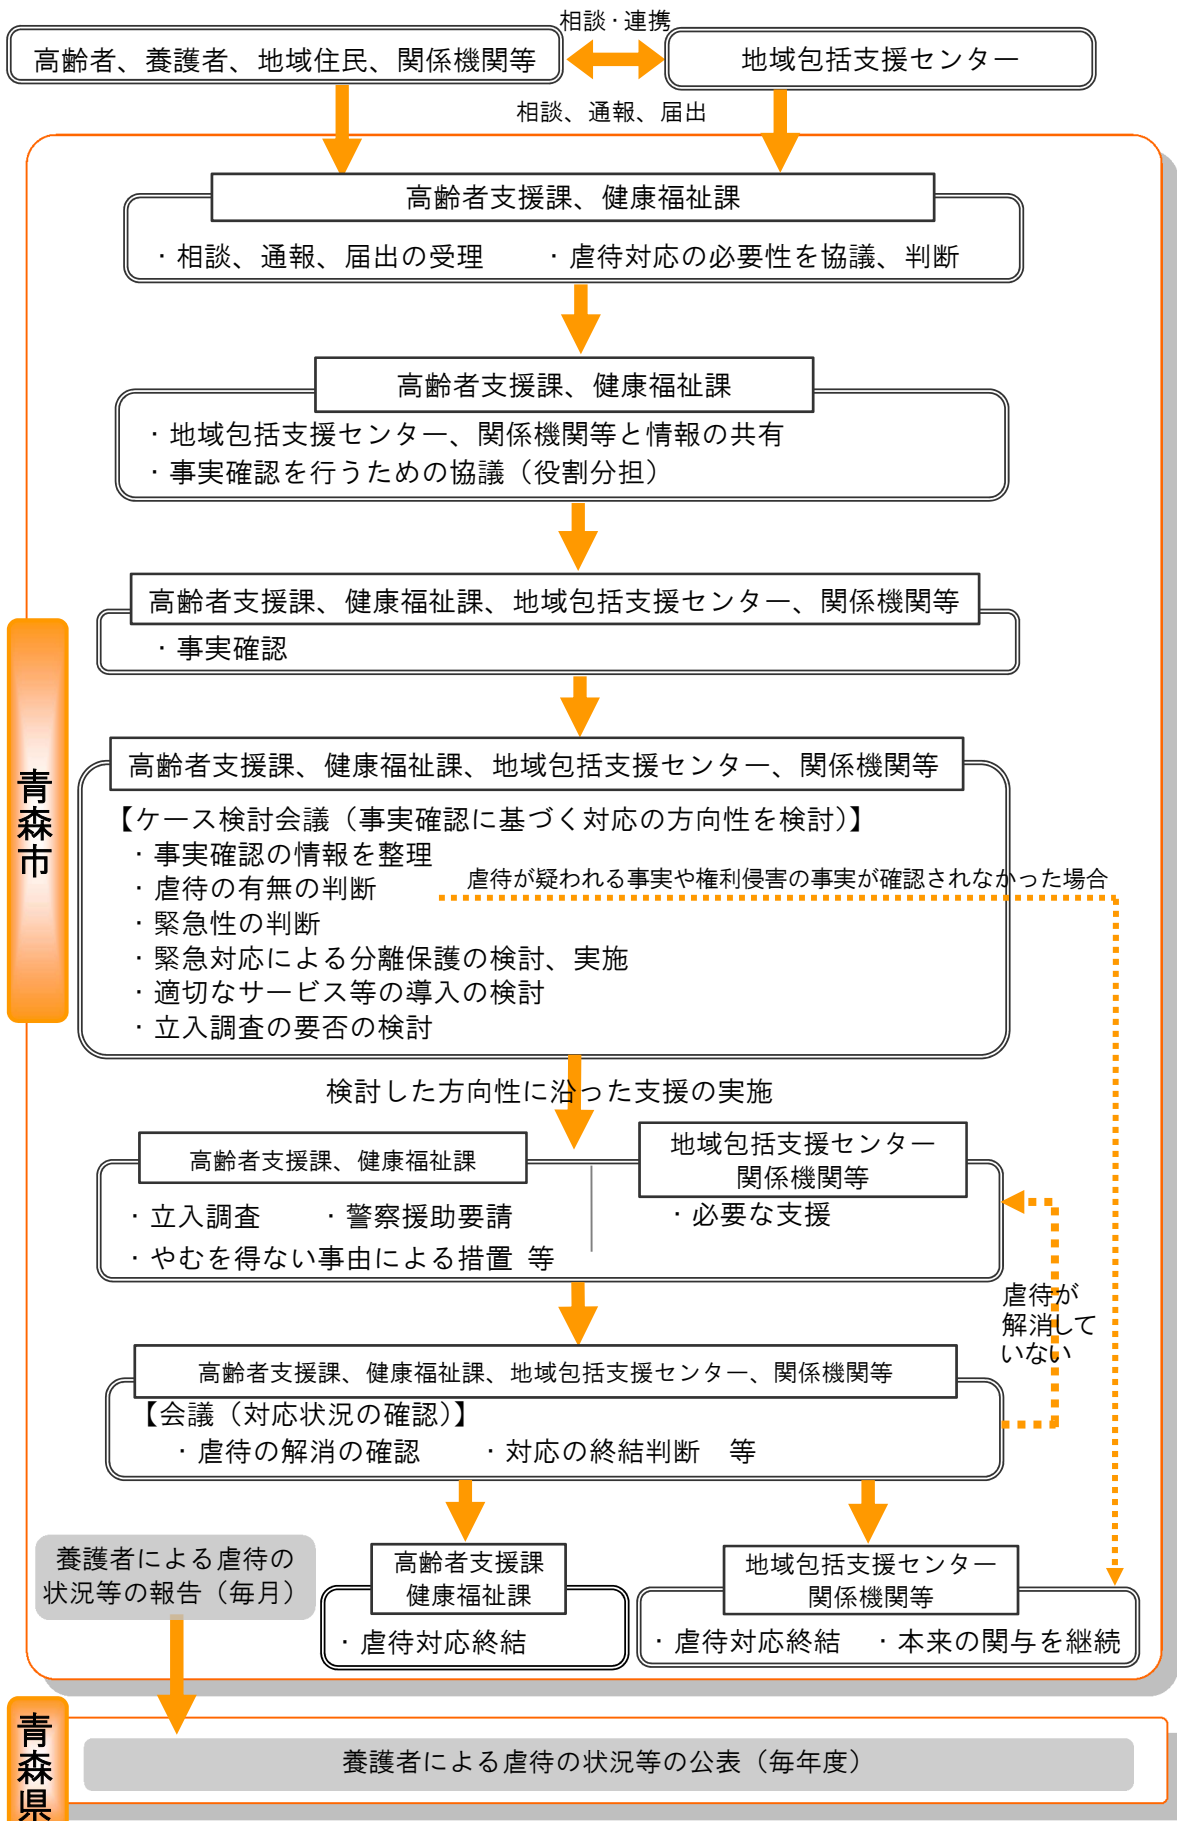 相談・連携
高齢者、養護者、地域住民、関係機関等
地域包括支援センター
相談、通報、届出
高齢者支援課、健康福祉課
・相談、通報、届出の受理　・虐待対応の必要性を協議、判断
高齢者支援課、健康福祉課
・地域包括支援センター、関係機関等と情報の共有
・事実確認を行うための協議（役割分担）
高齢者支援課、健康福祉課、地域包括支援センター、関係機関等
・事実確認
青森市
高齢者支援課、健康福祉課、地域包括支援センター、関係機関等
【ケース検討会議（事実確認に基づく対応の方向性を検討）】
・事実確認の情報を整理
・虐待の有無の判断
虐待が疑われる事実や権利侵害の事実が確認されなかった場合
・緊急性の判断
・緊急対応による分離保護の検討、実施
・適切なサービス等の導入の検討
・立入調査の要否の検討
検討した方向性に沿った支援の実施
高齢者支援課、健康福祉課
・立入調査　・警察援助要請
・やむを得ない事由による措置 等
地域包括支援センター
関係機関等
・必要な支援
虐待が
解消して
いない
高齢者支援課、健康福祉課、地域包括支援センター、関係機関等
【会議（対応状況の確認）】
・虐待の解消の確認　・対応の終結判断　等
養護者による虐待の
状況等の報告（毎月）
高齢者支援課
健康福祉課
・虐待対応終結
地域包括支援センター
関係機関等
・虐待対応終結　・本来の関与を継続
青森県
養護者による虐待の状況等の公表（毎年度）